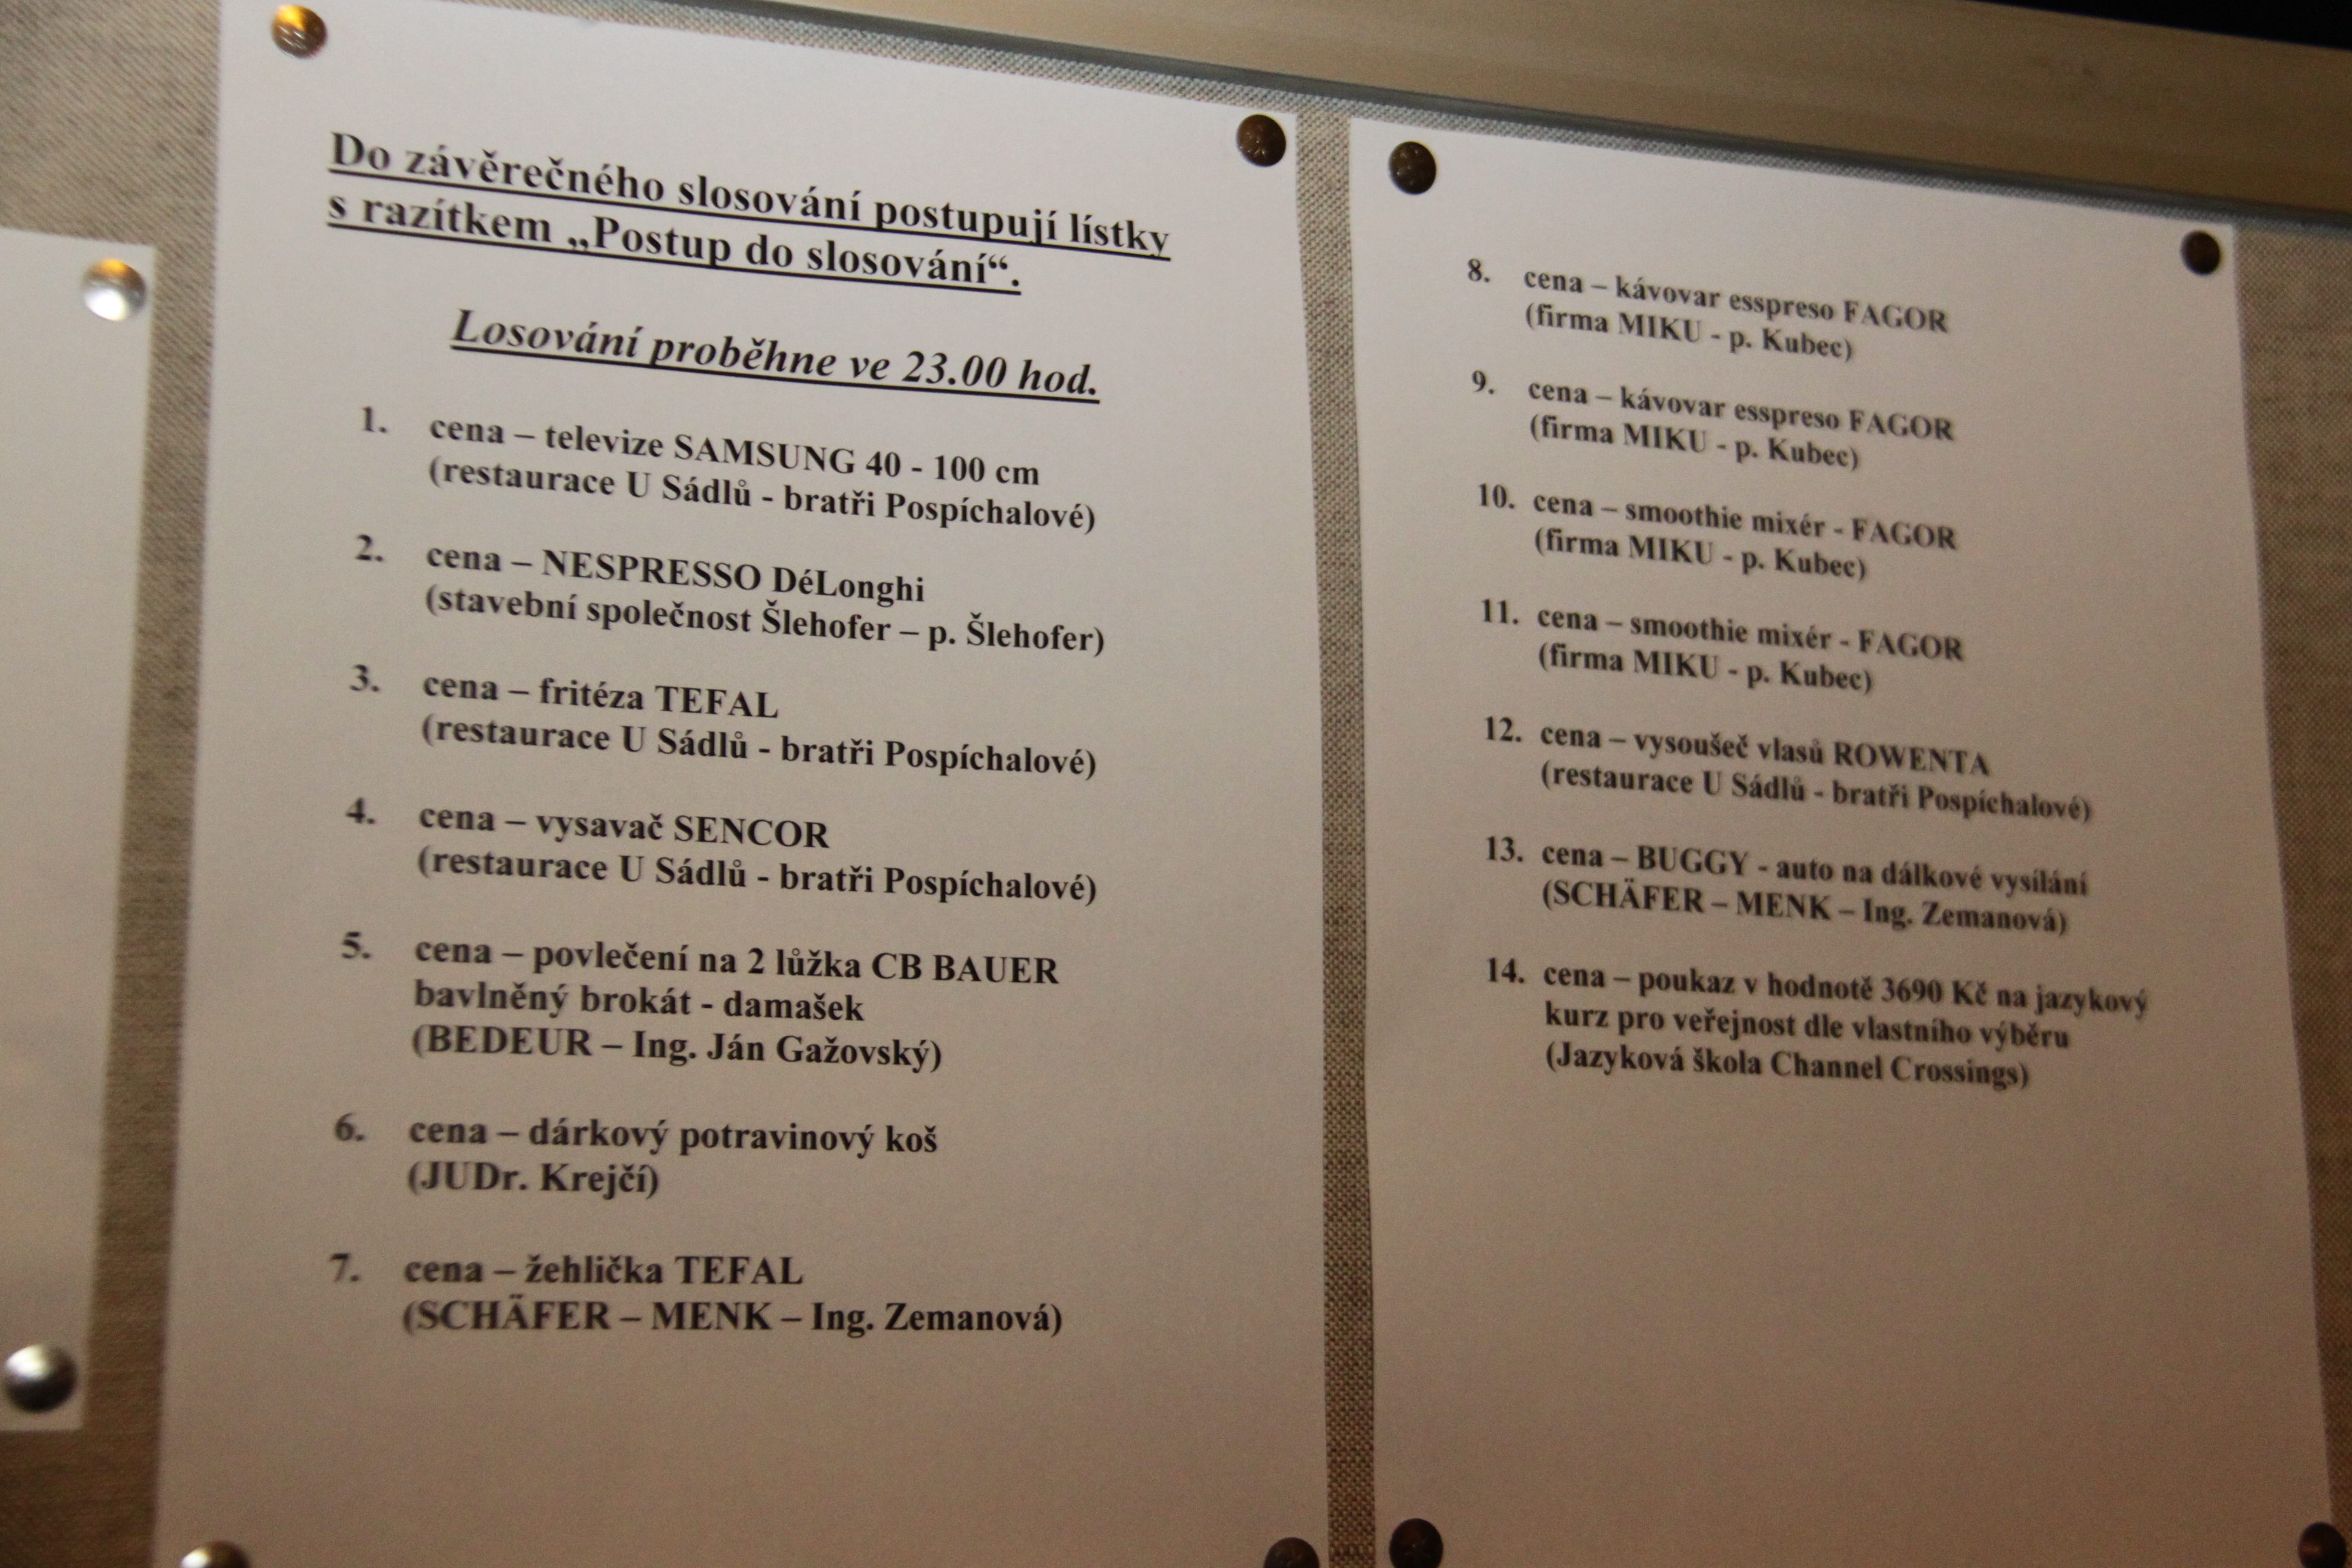 Do závěrečného slosování postupují lístky
s razítkem „Postup do slosování“.
Losování proběhne ve 23.00 hod.
1. cena – televize SAMSUNG 40 - 100 cm
(restaurace U Sádlů - bratři Pospíchalové)
2. cena – NESPRESSO DéLonghi
(stavební společnost Šlehofer – p. Šlehofer)
3. cena – fritéza TEFAL
(restaurace U Sádlů - bratři Pospíchalové)
4. cena – vysavač SENCOR
(restaurace U Sádlů - bratři Pospíchalové)
5. cena – povlečení na 2 lůžka CB BAUER
bavlněný brokát - damašek
(BEDEUR – Ing. Ján Gažovský)
6. cena – dárkový potravinový koš
(JUDr. Krejčí)
7. cena – žehlička TEFAL
(SCHÄFER – MENK – Ing. Zemanová)
8. cena – kávovar esspreso FAGOR
(firma MIKU - p. Kubec)
9. cena – kávovar esspreso FAGOR
(firma MIKU - p. Kubec)
10. cena – smoothie mixér - FAGOR
(firma MIKU - p. Kubec)
11. cena – smoothie mixér - FAGOR
(firma MIKU - p. Kubec)
12. cena – vysoušeč vlasů ROWENTA
(restaurace U Sádlů - bratři Pospíchalové)
13. cena – BUGGY - auto na dálkové vysílání
(SCHÄFER – MENK – Ing. Zemanová)
14. cena – poukaz v hodnotě 3690 Kč na jazykový
kurz pro veřejnost dle vlastního výběru
(Jazyková škola Channel Crossings)